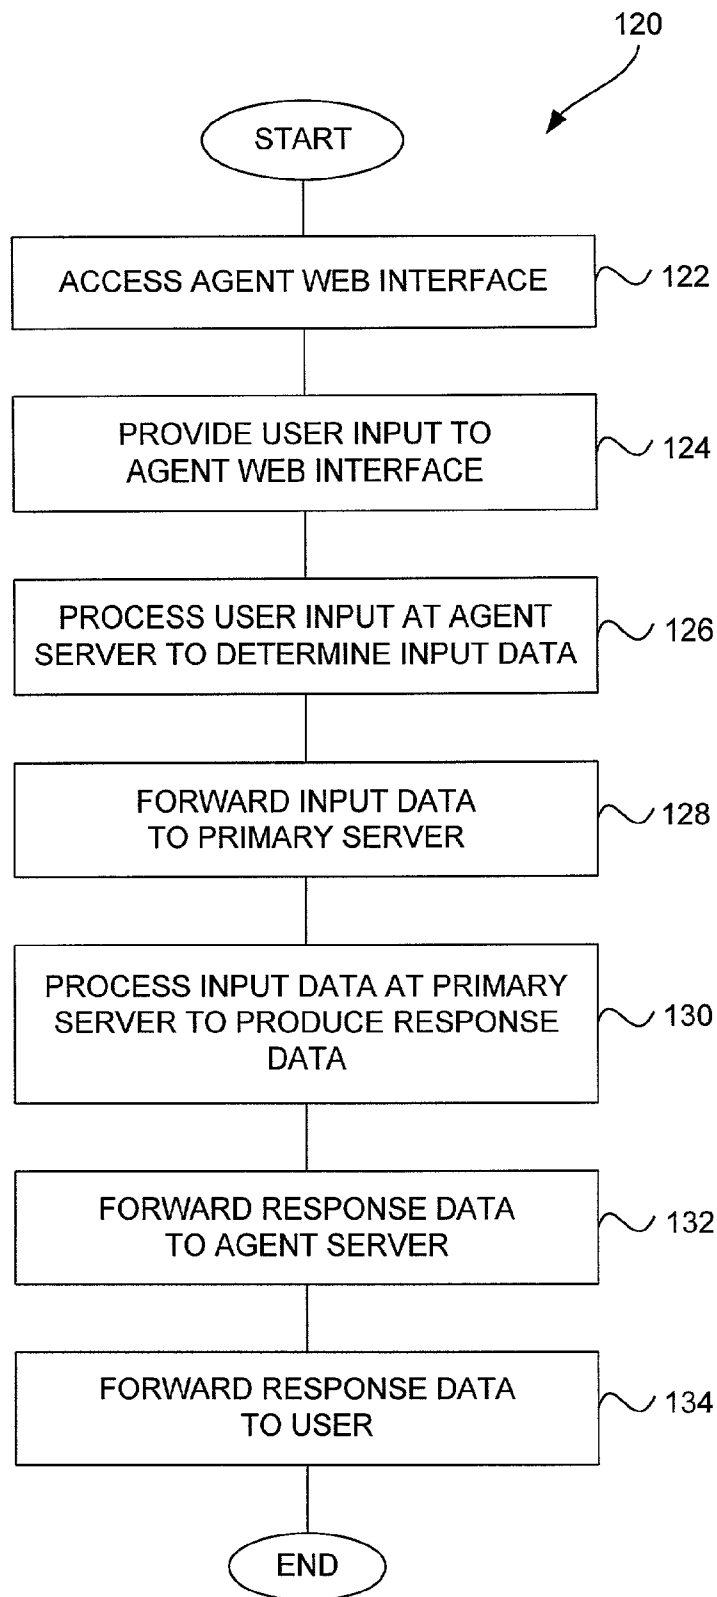 120
START
ACCESS AGENT WEB INTERFACE
122
PROVIDE USER INPUT TO
AGENT WEB INTERFACE
124
PROCESS USER INPUT AT AGENT
SERVER TO DETERMINE INPUT DATA
126
FORWARD INPUT DATA
TO PRIMARY SERVER
128
PROCESS INPUT DATA AT PRIMARY
SERVER TO PRODUCE RESPONSE
DATA
130
FORWARD RESPONSE DATA
TO AGENT SERVER
132
FORWARD RESPONSE DATA
TO USER
134
END